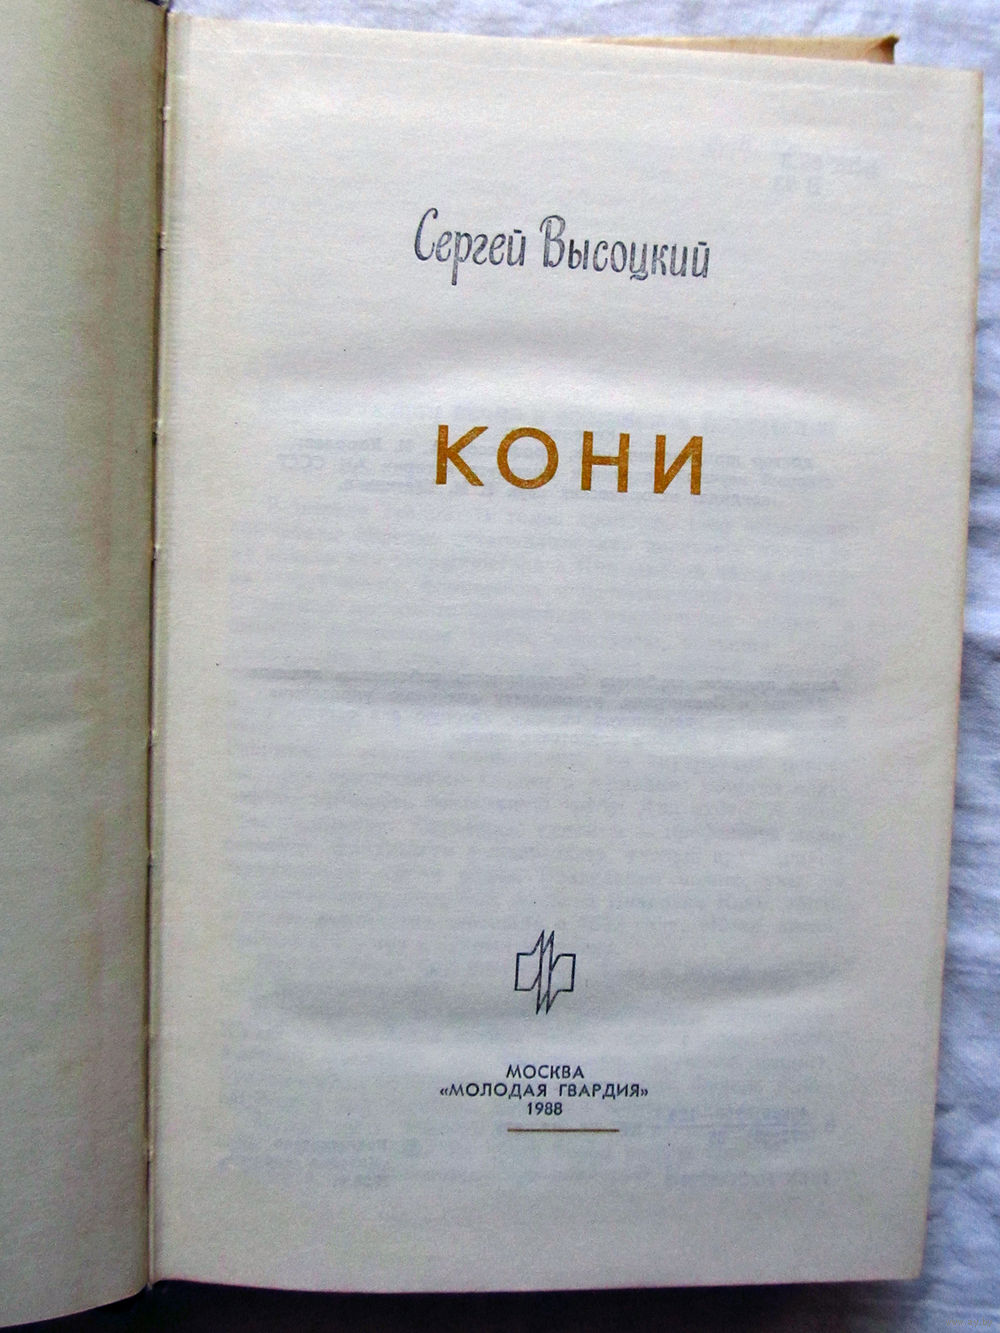 Сергей Высоцкий
КОНИ
МОСКВА
«МОЛОДАЯ ГВАРДИЯ»
1988